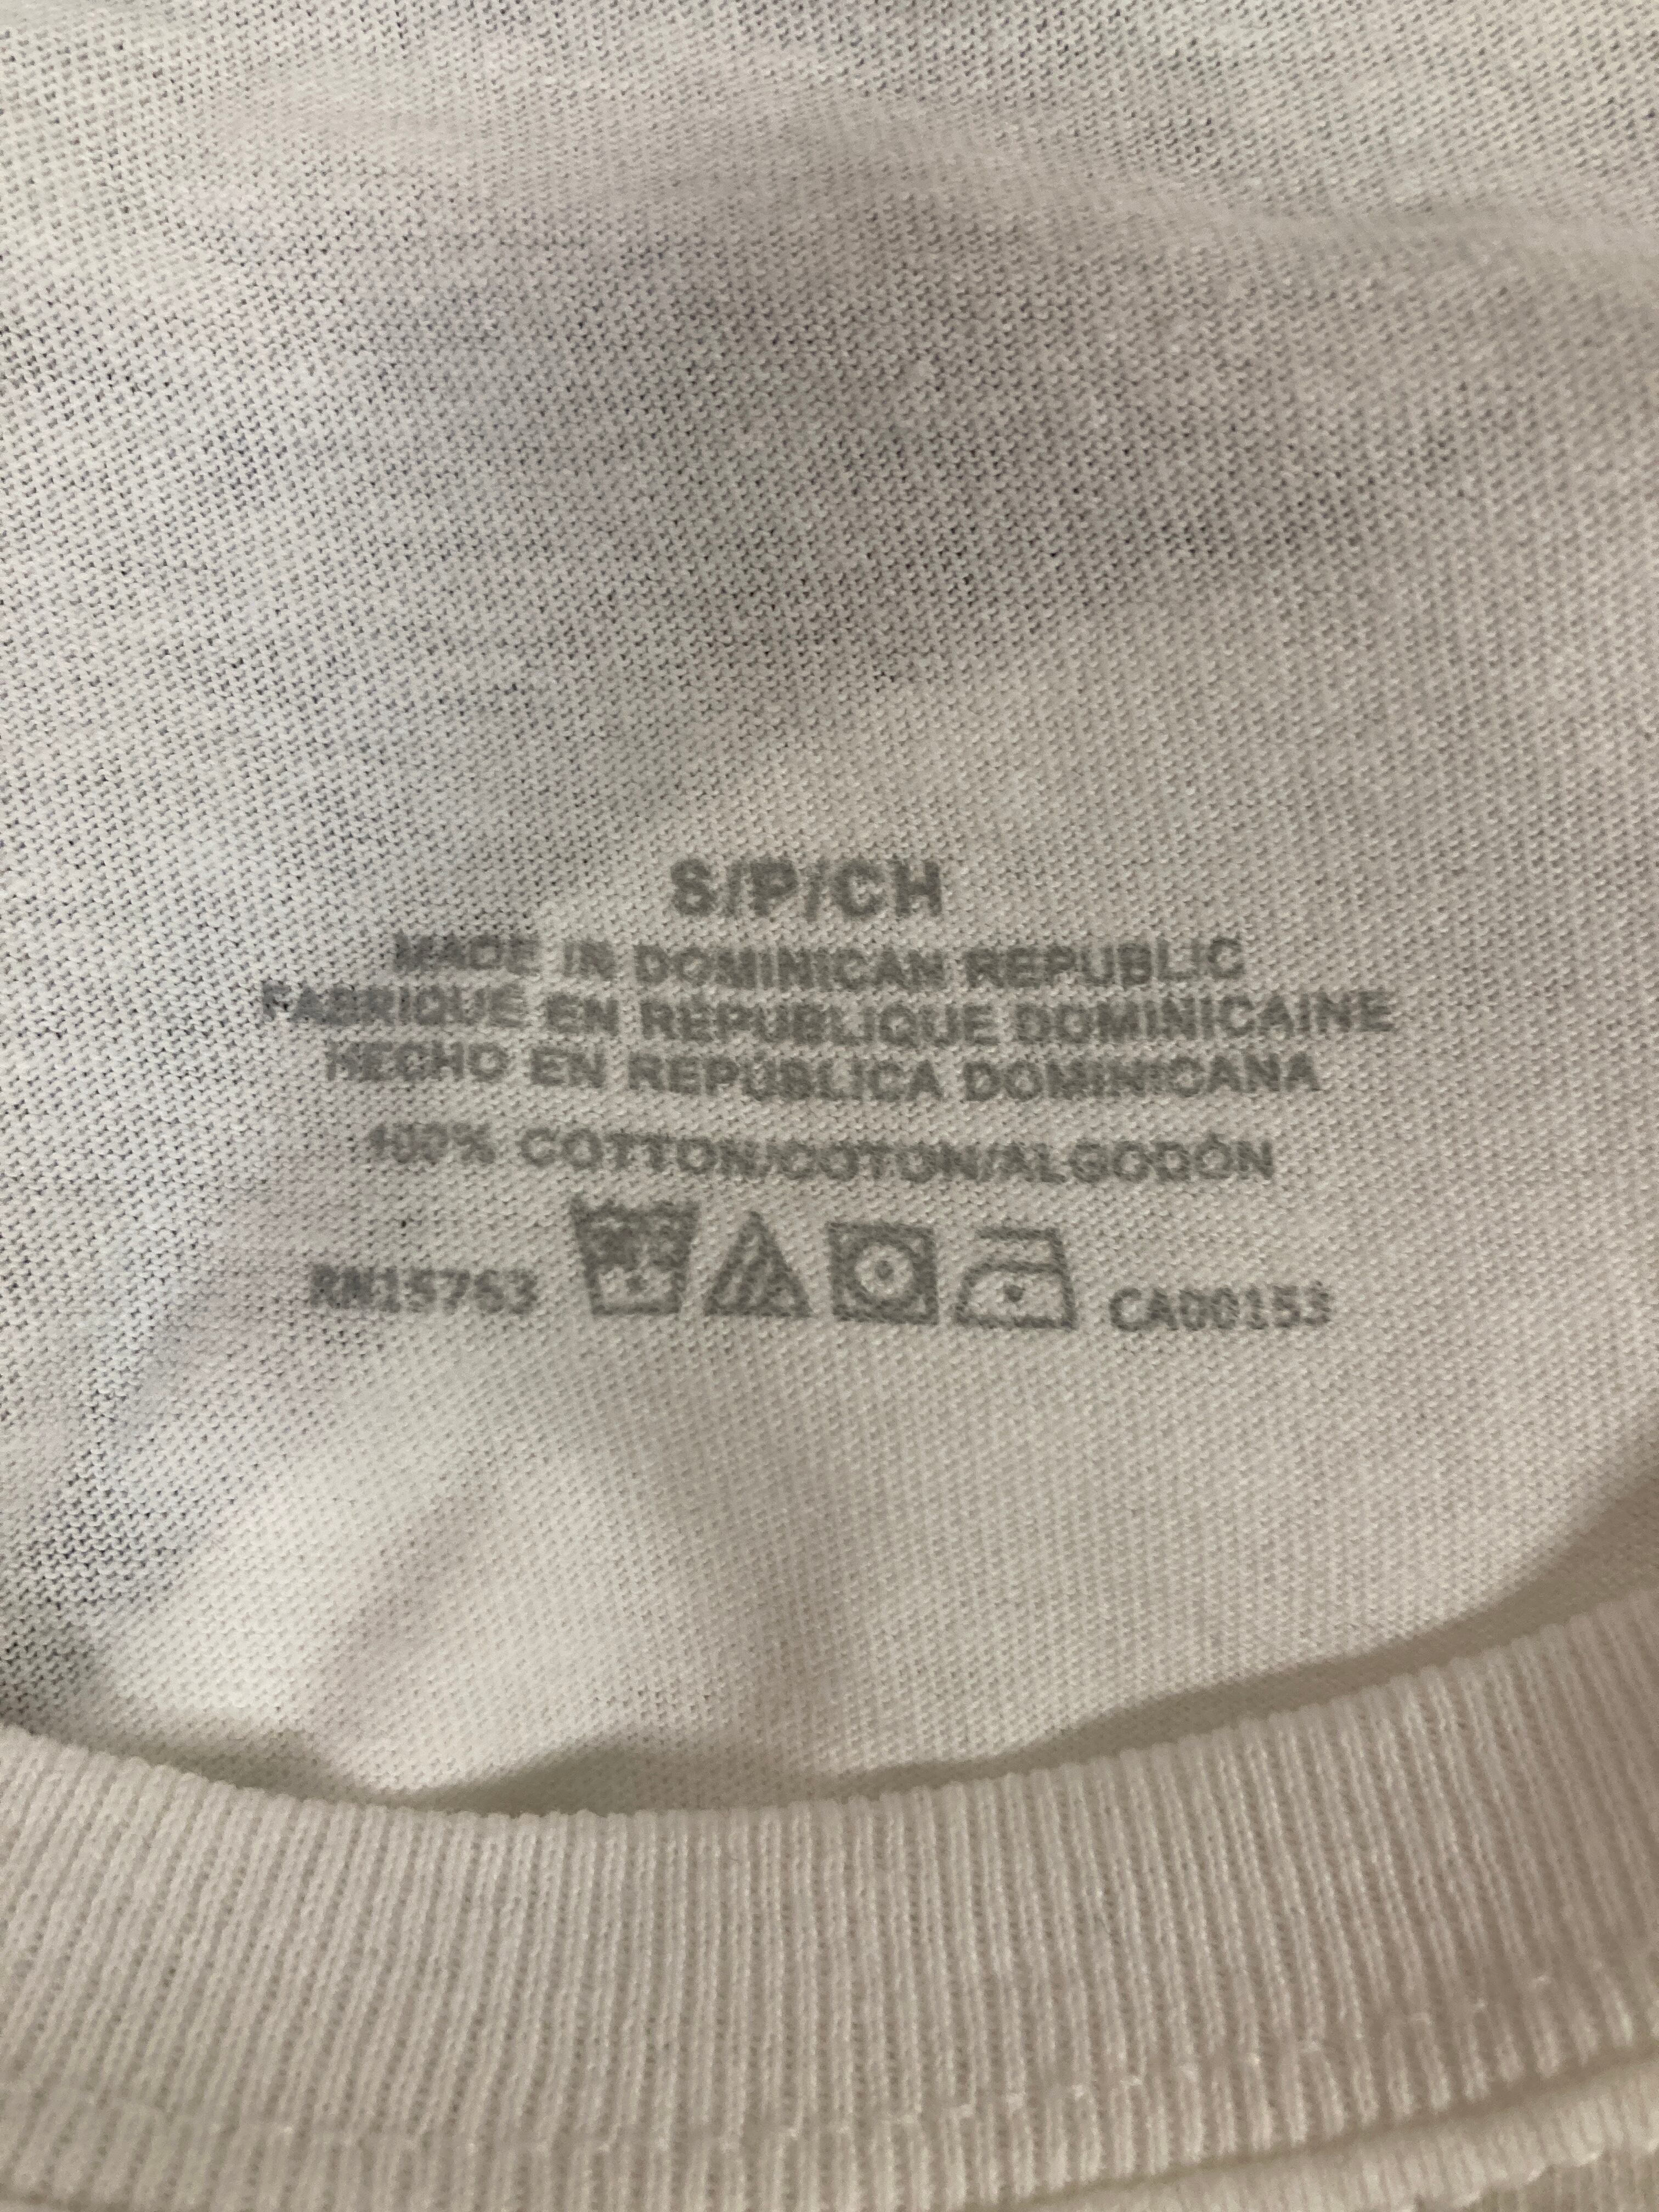 S/P/CH
MADE IN DOMINICAN REPUBLIC
FABRIQUÉ EN RÉPUBLIQUE DOMINICAINE
HECHO EN REPÚBLICA DOMINICANA
100% COTTON/COTON/ALGODÓN
RN15763 CA00153